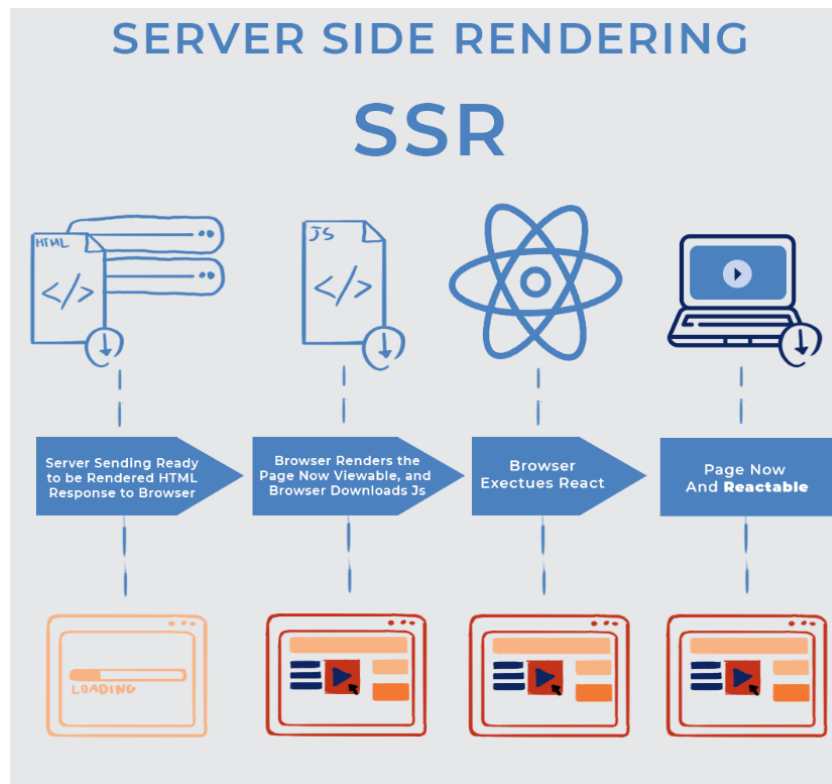 SERVER SIDE RENDERING
SSR
HTML
</>
JS
</>
Server Sending Ready
to be Rendered HTML
Response to Browser
Browser Renders the
Page Now Viewable, and
Browser Downloads Js
Browser
Exectues React
Page Now
And Reactable
LOADING